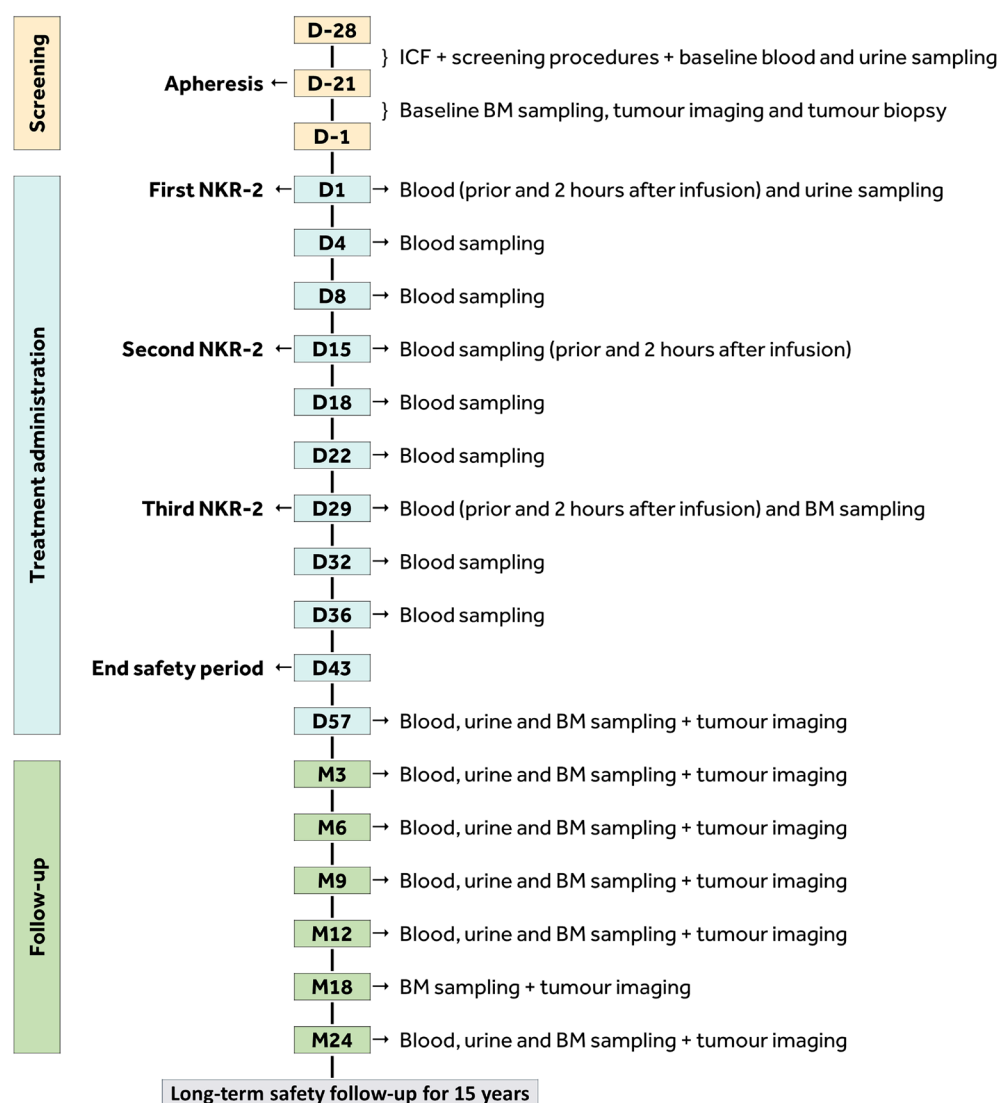 Screening
D-28
} ICF + screening procedures + baseline blood and urine sampling
Apheresis ← D-21
} Baseline BM sampling, tumour imaging and tumour biopsy
D-1
Treatment administration
First NKR-2 ← D1 → Blood (prior and 2 hours after infusion) and urine sampling
D4 → Blood sampling
D8 → Blood sampling
Second NKR-2 ← D15 → Blood sampling (prior and 2 hours after infusion)
D18 → Blood sampling
D22 → Blood sampling
Third NKR-2 ← D29 → Blood (prior and 2 hours after infusion) and BM sampling
D32 → Blood sampling
D36 → Blood sampling
End safety period ← D43
D57 → Blood, urine and BM sampling + tumour imaging
Follow-up
M3 → Blood, urine and BM sampling + tumour imaging
M6 → Blood, urine and BM sampling + tumour imaging
M9 → Blood, urine and BM sampling + tumour imaging
M12 → Blood, urine and BM sampling + tumour imaging
M18 → BM sampling + tumour imaging
M24 → Blood, urine and BM sampling + tumour imaging
Long-term safety follow-up for 15 years